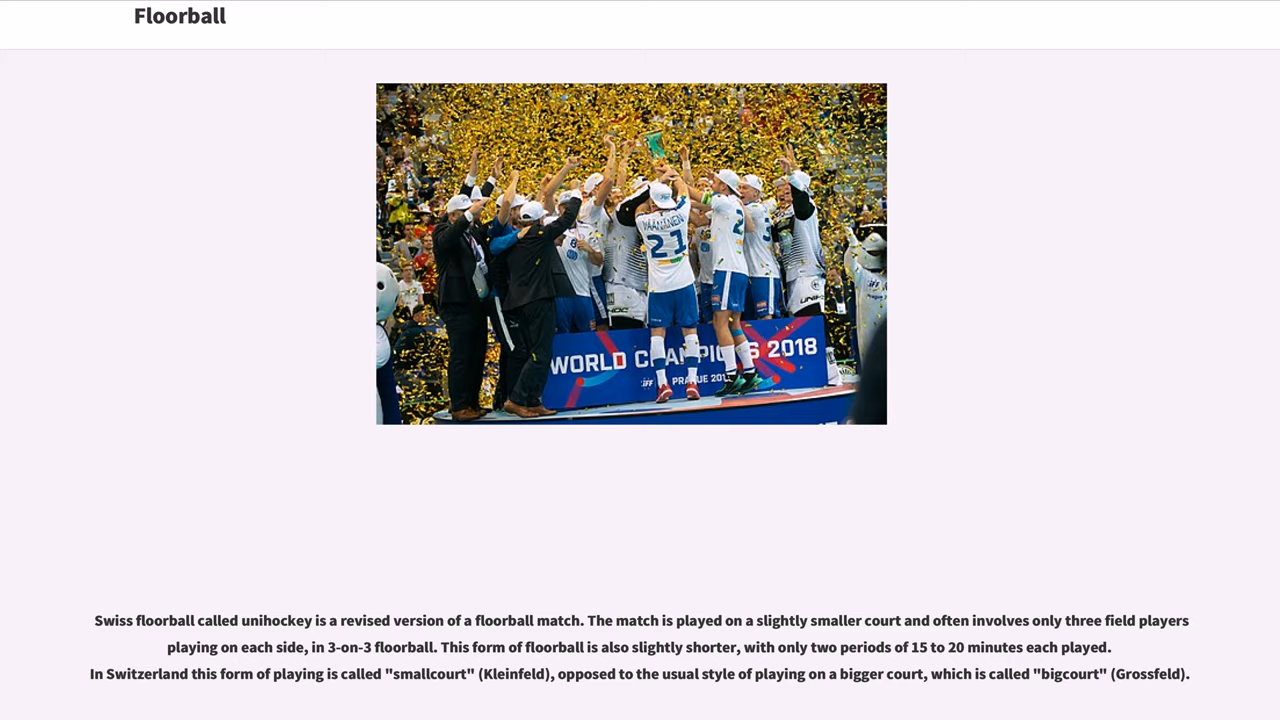 Floorball
VÄÄNÄNEN
21
2
6
WORLD CHAMPIONS 2018
iFF PRAGUE 201
Swiss floorball called unihockey is a revised version of a floorball match. The match is played on a slightly smaller court and often involves only three field players
playing on each side, in 3-on-3 floorball. This form of floorball is also slightly shorter, with only two periods of 15 to 20 minutes each played.
In Switzerland this form of playing is called "smallcourt" (Kleinfeld), opposed to the usual style of playing on a bigger court, which is called "bigcourt" (Grossfeld).